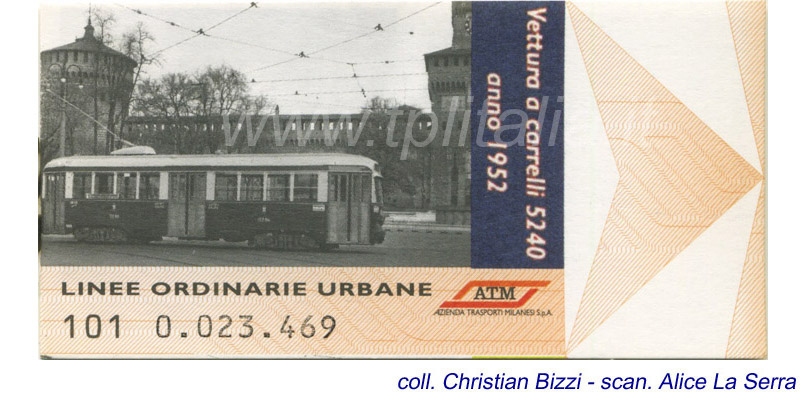 www.tplitalia.it
Vettura a carrelli 5240
anno 1952
LINEE ORDINARIE URBANE
ATM
AZIENDA TRASPORTI MILANESI S.p.A.
101 0.023.469
coll. Christian Bizzi - scan. Alice La Serra